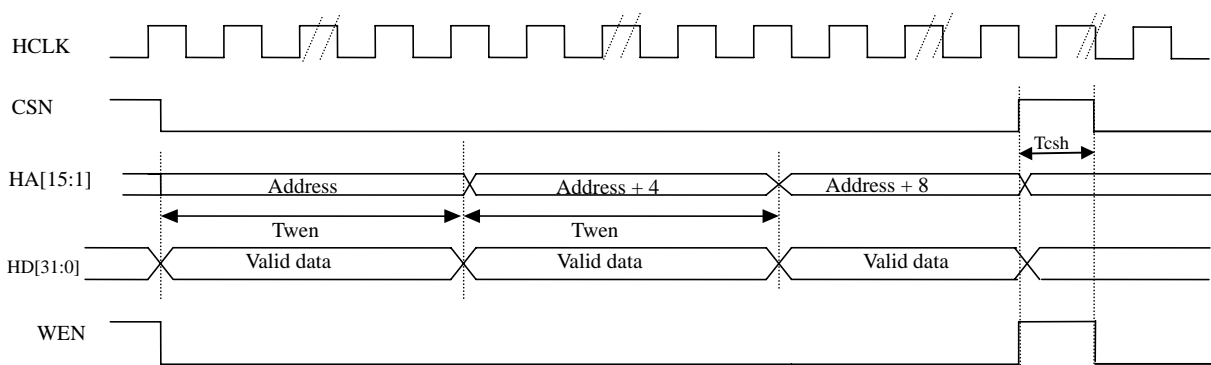 HCLK
CSN
Tcsh
HA[15:1] Address Address + 4 Address + 8
Twen Twen
HD[31:0] Valid data Valid data Valid data
WEN